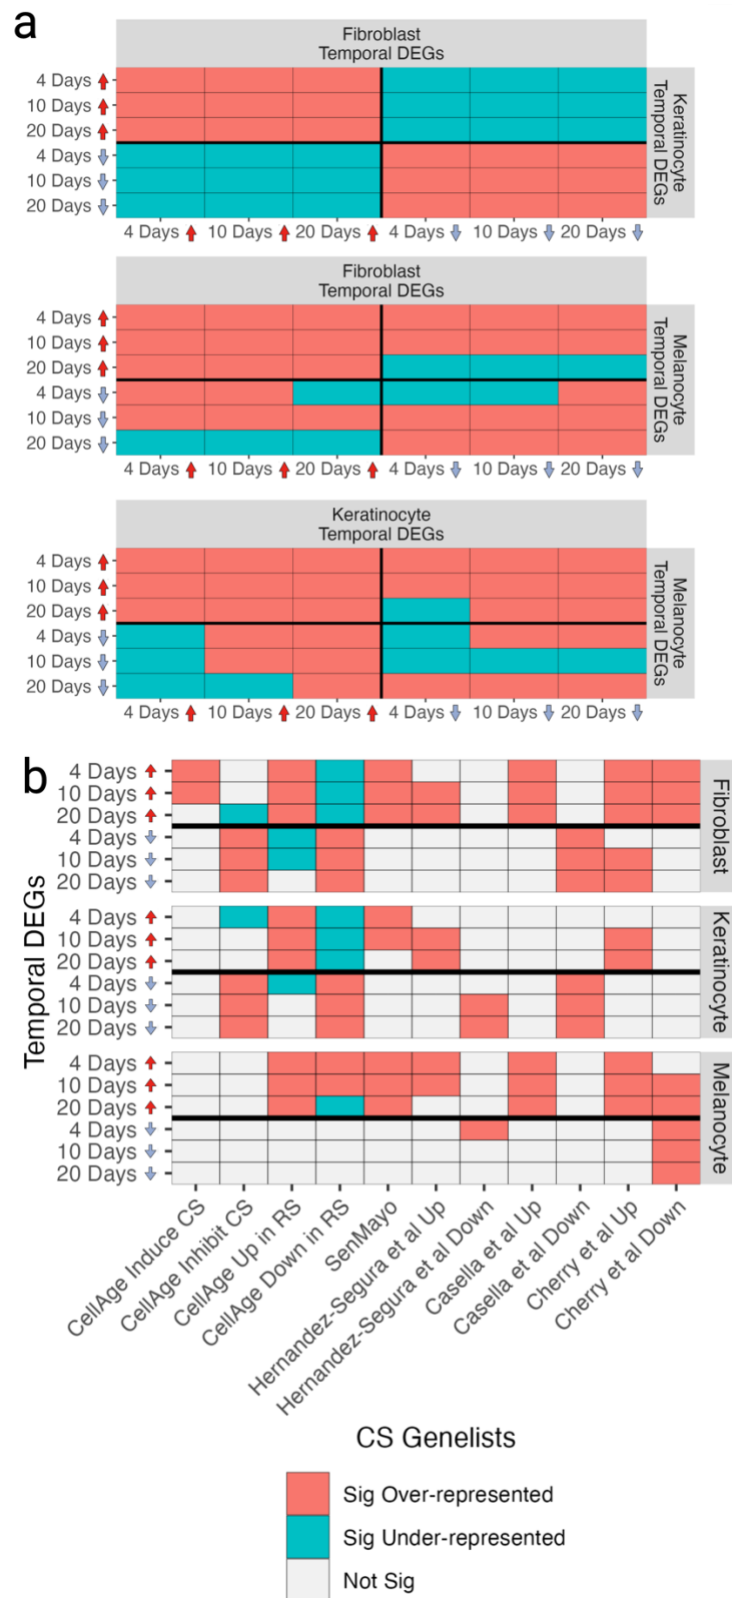 a
Fibroblast
Temporal DEGs
4 Days
10 Days
20 Days
4 Days
10 Days
20 Days
Keratinocyte
Temporal DEGs
4 Days 10 Days 20 Days 4 Days 10 Days 20 Days
Fibroblast
Temporal DEGs
4 Days
10 Days
20 Days
4 Days
10 Days
20 Days
Melanocyte
Temporal DEGs
4 Days 10 Days 20 Days 4 Days 10 Days 20 Days
Keratinocyte
Temporal DEGs
4 Days
10 Days
20 Days
4 Days
10 Days
20 Days
Melanocyte
Temporal DEGs
4 Days 10 Days 20 Days 4 Days 10 Days 20 Days
b
Temporal DEGs
4 Days
10 Days
20 Days
4 Days
10 Days
20 Days
Fibroblast
4 Days
10 Days
20 Days
4 Days
10 Days
20 Days
Keratinocyte
4 Days
10 Days
20 Days
4 Days
10 Days
20 Days
Melanocyte
CellAge Induce CS
CellAge Inhibit CS
CellAge Up in RS
CellAge Down in RS
SenMayo
Hernandez-Segura et al Up
Hernandez-Segura et al Down
Casella et al Up
Casella et al Down
Cherry et al Up
Cherry et al Down
CS Genelists
Sig Over-represented
Sig Under-represented
Not Sig